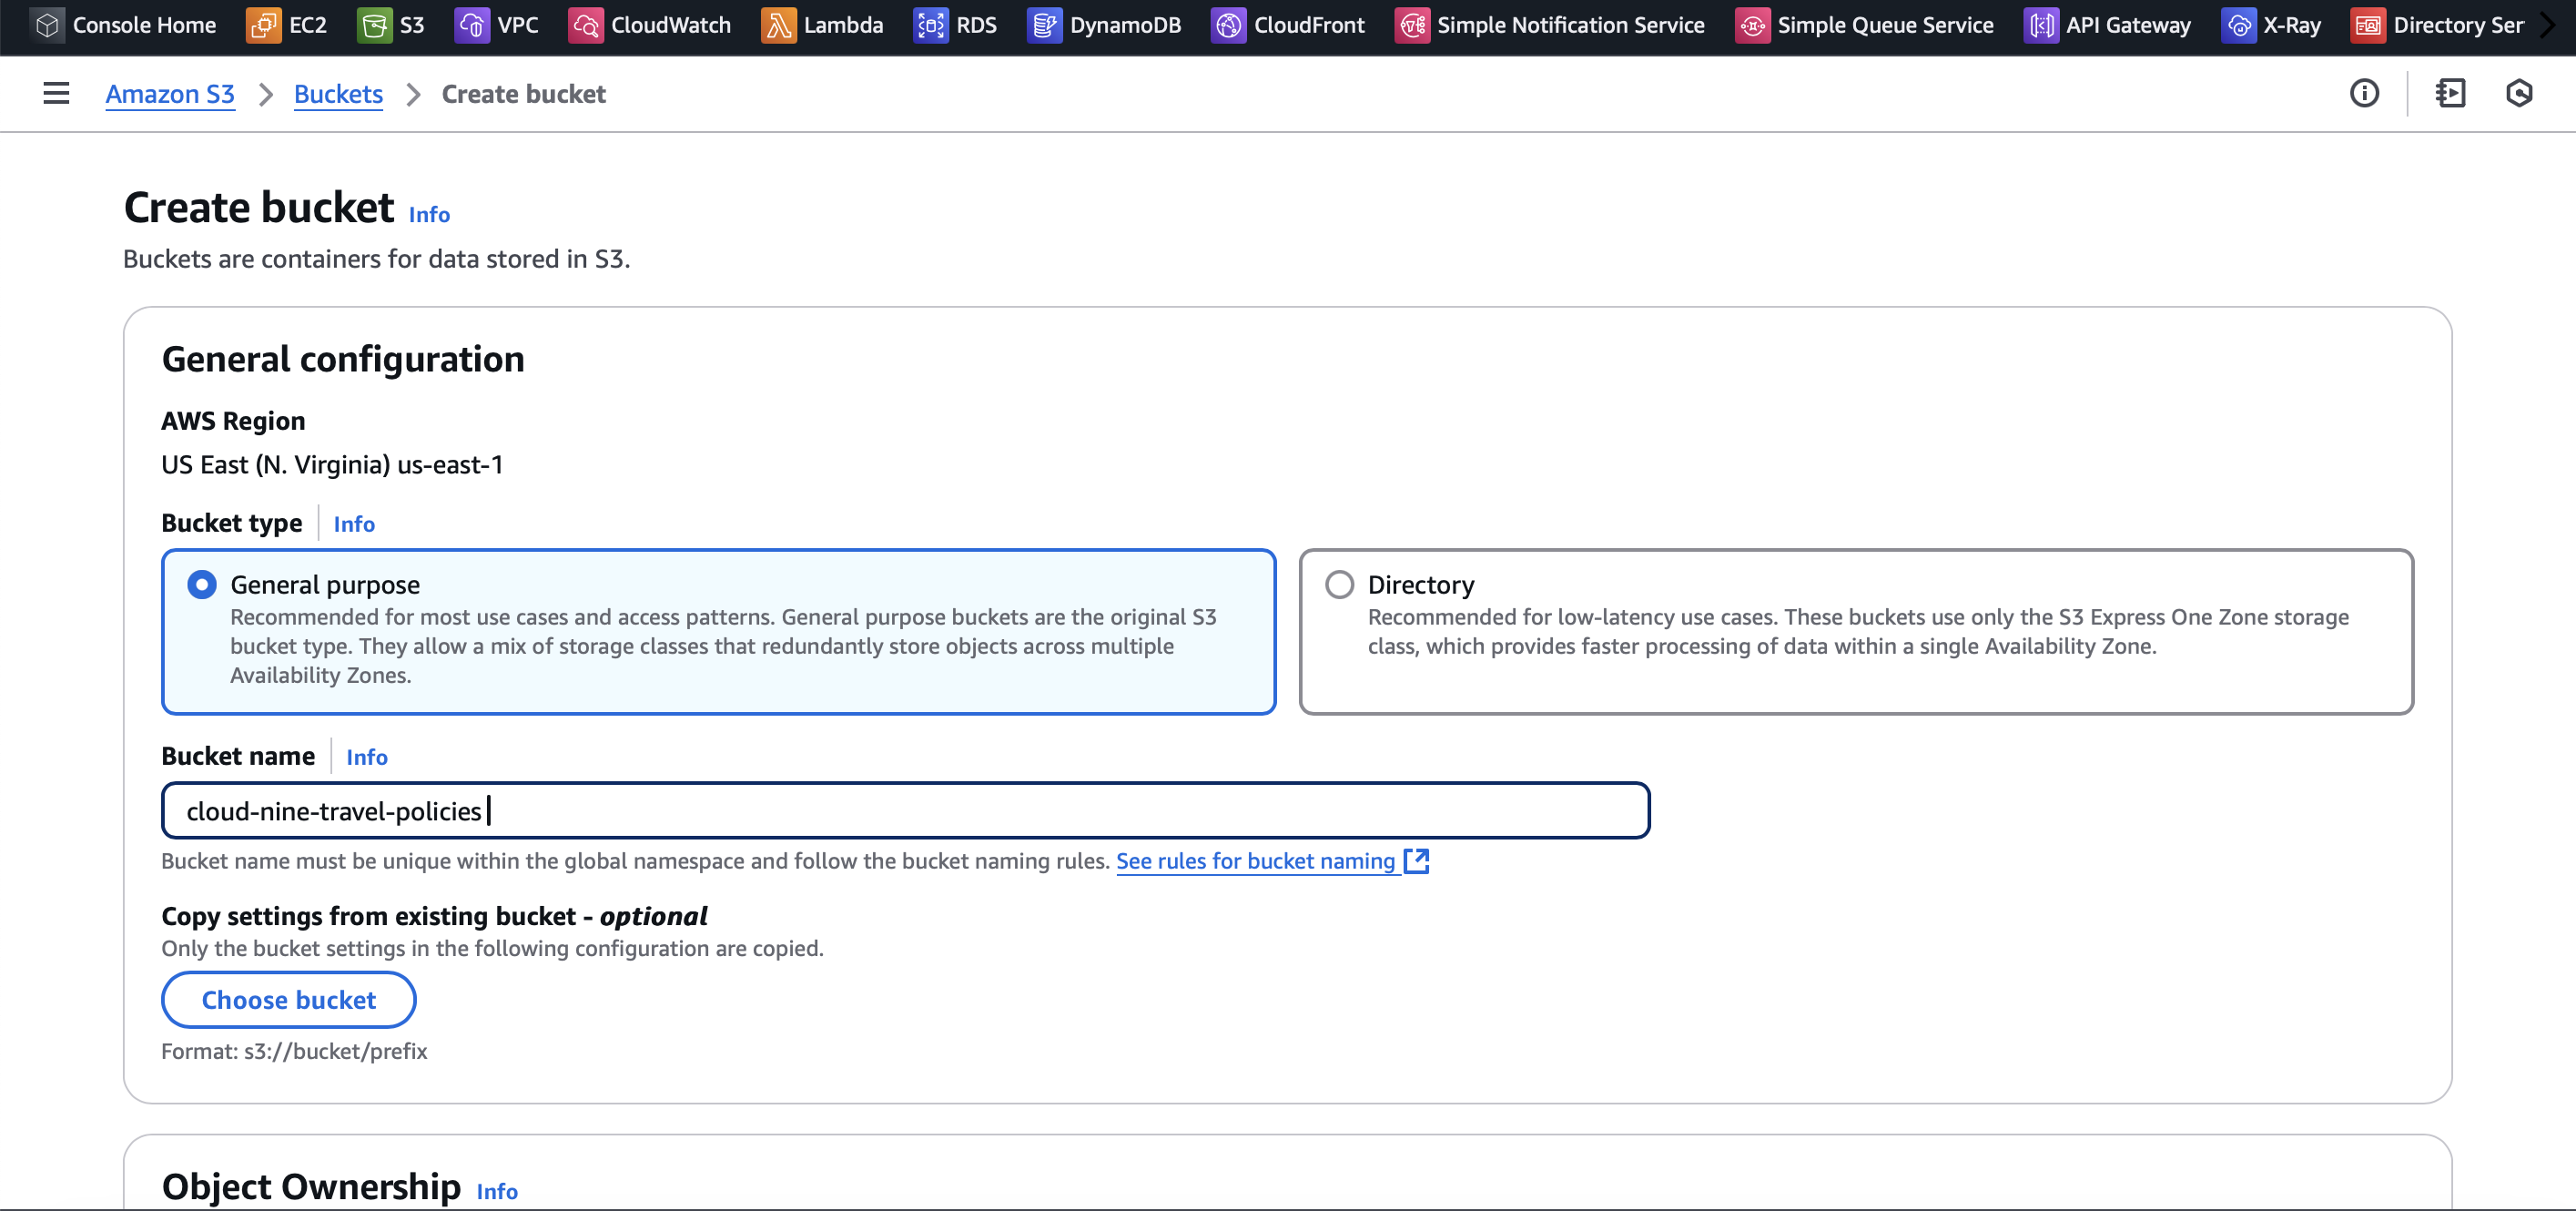 Console Home EC2 S3 VPC CloudWatch Lambda RDS DynamoDB CloudFront Simple Notification Service Simple Queue Service API Gateway X-Ray Directory Ser
Amazon S3 > Buckets > Create bucket
Create bucket Info
Buckets are containers for data stored in S3.
General configuration
AWS Region
US East (N. Virginia) us-east-1
Bucket type Info
General purpose
Recommended for most use cases and access patterns. General purpose buckets are the original S3
bucket type. They allow a mix of storage classes that redundantly store objects across multiple
Availability Zones.
Directory
Recommended for low-latency use cases. These buckets use only the S3 Express One Zone storage
class, which provides faster processing of data within a single Availability Zone.
Bucket name Info
cloud-nine-travel-policies
Bucket name must be unique within the global namespace and follow the bucket naming rules. See rules for bucket naming
Copy settings from existing bucket - optional
Only the bucket settings in the following configuration are copied.
Choose bucket
Format: s3://bucket/prefix
Object Ownership Info